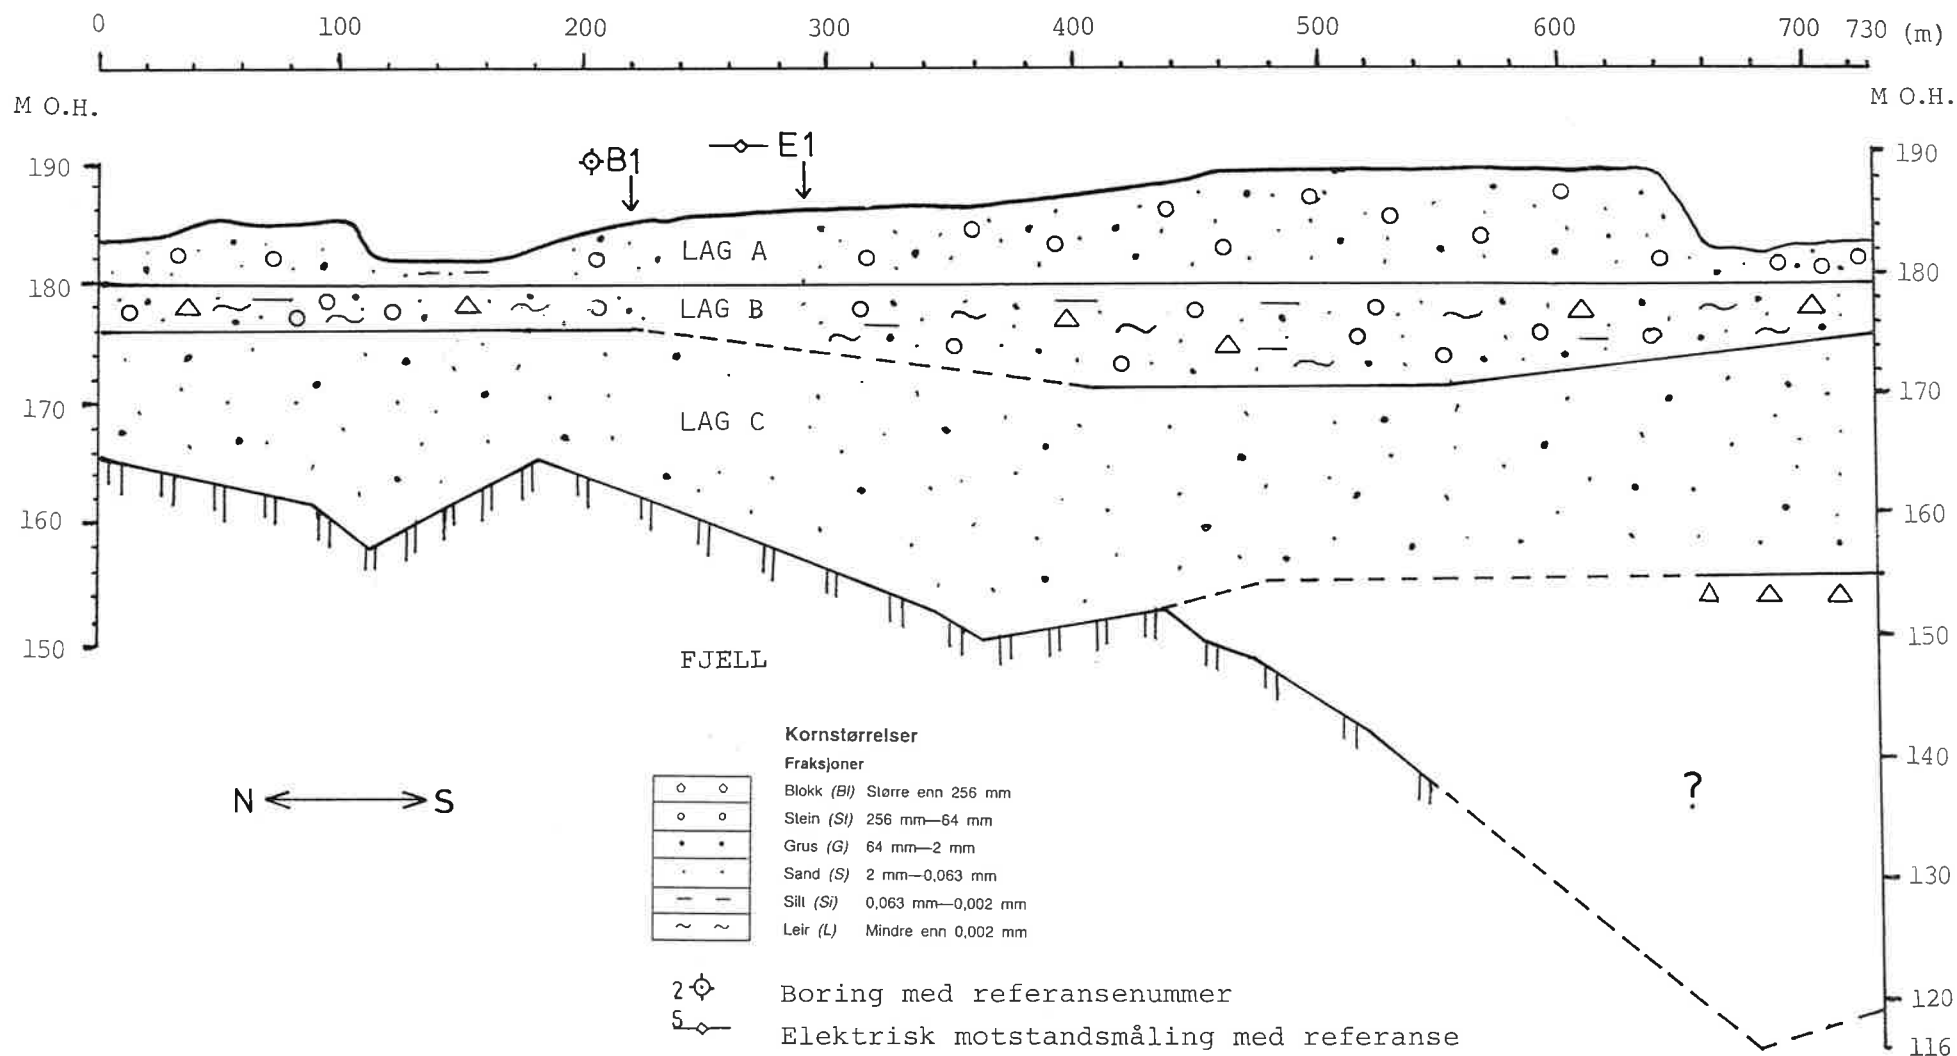 0 100 200 300 400 500 600 700 730 (m)
M O.H. M O.H.
B1 E1
190 190
LAG A
180 180
LAG B
170 170
LAG C
160 160
150 150
FJELL
Kornstørrelser
Fraksjoner
Blokk (Bl) Større enn 256 mm
Stein (St) 256 mm—64 mm
Grus (G) 64 mm—2 mm
Sand (S) 2 mm—0,063 mm
Silt (Si) 0,063 mm—0,002 mm
Leir (L) Mindre enn 0,002 mm
N S
140
?
130
120
116
2 Boring med referansenummer
5 Elektrisk motstandsmåling med referanse